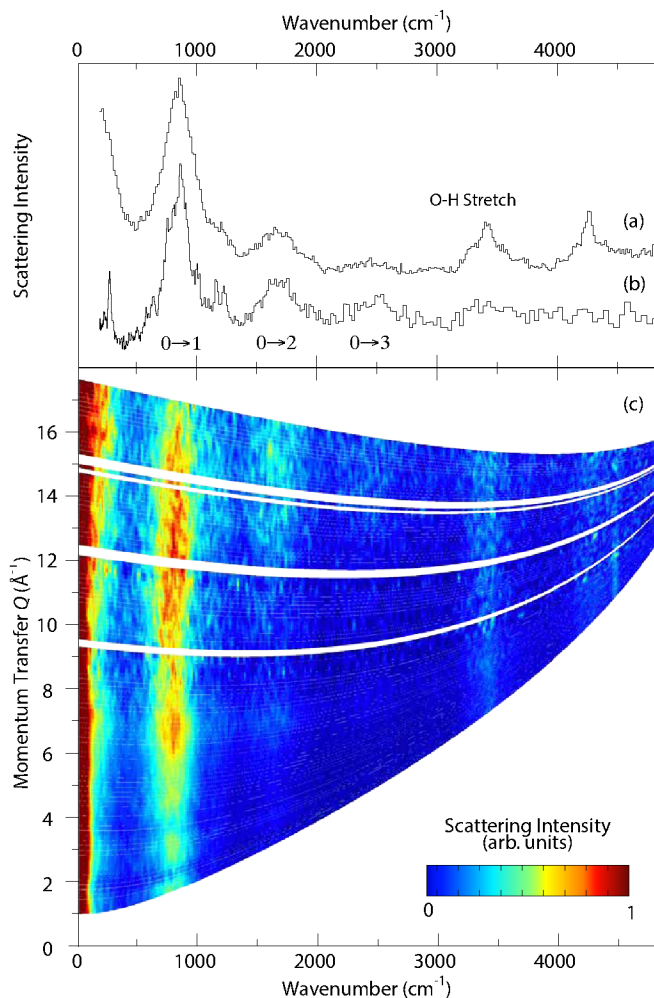 Wavenumber (cm⁻¹)
0 1000 2000 3000 4000
Scattering Intensity
O-H Stretch
(a)
(b)
0→1 0→2 0→3
(c)
Momentum Transfer Q (Å⁻¹)
16
14
12
10
8
6
4
2
0
Scattering Intensity
(arb. units)
0 1
0 1000 2000 3000 4000
Wavenumber (cm⁻¹)